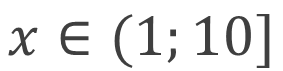 x ∈ (1; 10]